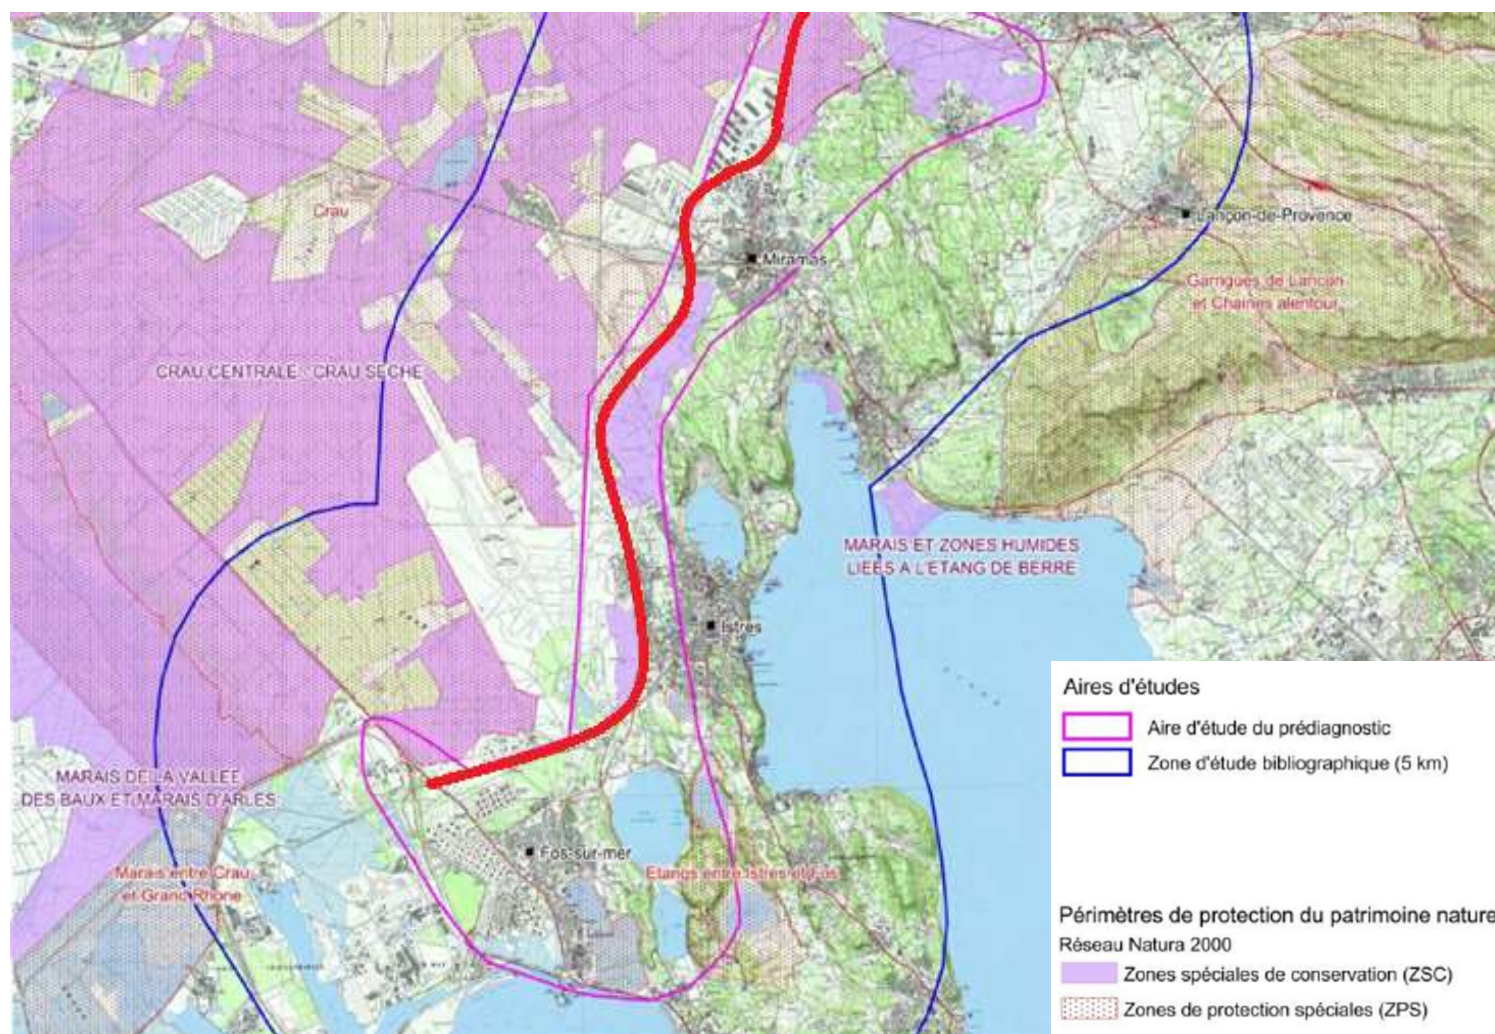 Crau
Lançon-de-Provence
Miramas
Garrigues de Lancon
et Chaines alentour
CRAU CENTRALE - CRAU SECHE
MARAIS ET ZONES HUMIDES
LIEES A L'ETANG DE BERRE
Istres
Aires d'études
Aire d'étude du prédiagnostic
Zone d'étude bibliographique (5 km)
MARAIS DE LA VALLEE
DES BAUX ET MARAIS D'ARLES
Fos-sur-mer
Marais entre Crau
et Grand Rhone
Etangs entre Istres et Fos
Périmètres de protection du patrimoine nature
Réseau Natura 2000
Zones spéciales de conservation (ZSC)
Zones de protection spéciales (ZPS)